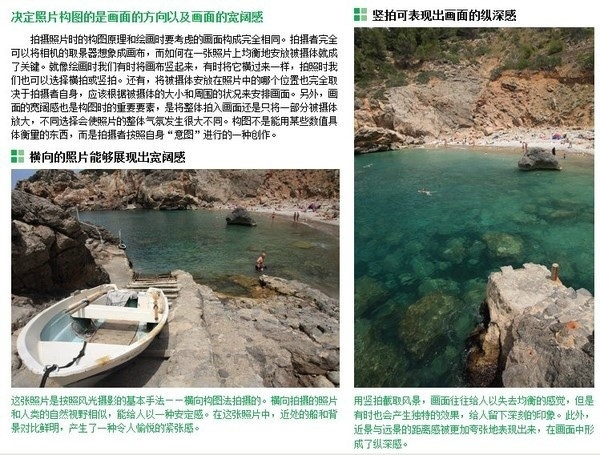 决定照片构图的是画面的方向以及画面的宽阔感
拍摄照片时的构图原理和绘画时要考虑的画面构成完全相同。拍摄者完全
可以将相机的取景器想象成画布，而如何在一张照片上均衡地安放被摄体就成
了关键。就像绘画时我们有时将画布竖起来，有时将它横过来一样，拍照时我
们也可以选择横拍或竖拍。还有，将被摄体安放在照片中的哪个位置也完全取
决于拍摄者自身，应该根据被摄体的大小和周围的状况来安排画面。另外，画
面的宽阔感也是构图时的重要要素，是将整体拍入画面还是只将一部分被摄体
放大，不同选择会使照片的整体气氛发生很大不同。构图不是能用某些数值具
体衡量的东西，而是拍摄者按照自身“意图”进行的一种创作。
横向的照片能够展现出宽阔感
这张照片是按照风光摄影的基本手法——横向构图法拍摄的。横向拍摄的照片
和人类的自然视野相似，能给人以一种安定感。在这张照片中，近处的船和背
景对比鲜明，产生了一种令人愉悦的紧张感。
竖拍可表现出画面的纵深感
用竖拍截取风景，画面往往给人以失去均衡的感觉，但是
有时也会产生独特的效果，给人留下深刻的印象。此外，
近景与远景的距离感被更加夸张地表现出来，在画面中形
成了纵深感。